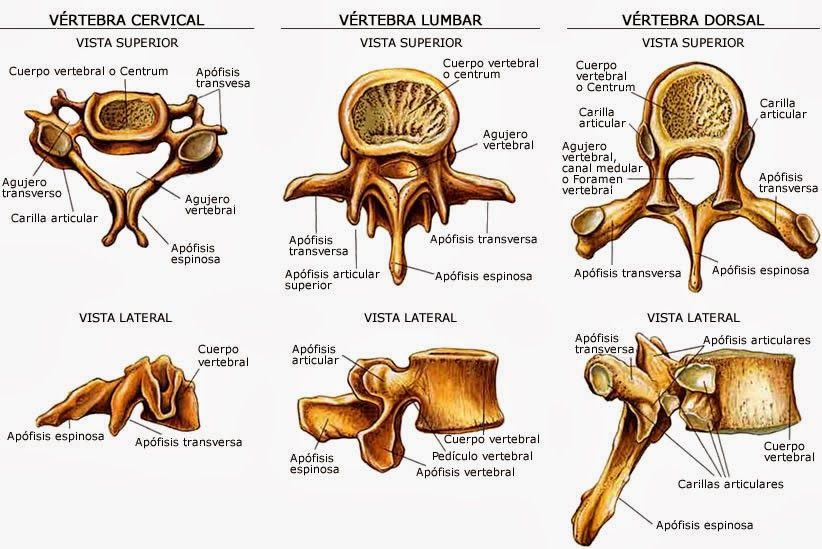 VÉRTEBRA CERVICAL
VISTA SUPERIOR
Cuerpo vertebral o Centrum
Apófisis
transvesa
Agujero
transverso
Carilla articular
Agujero
vertebral
Apófisis
espinosa
VISTA LATERAL
Cuerpo
vertebral
Apófisis espinosa
Apófisis transversa
VÉRTEBRA LUMBAR
VISTA SUPERIOR
Cuerpo vertebral
o centrum
Agujero
vertebral
Apófisis
transversa
Apófisis transversa
Apófisis articular
superior
Apófisis espinosa
VISTA LATERAL
Apófisis
articular
Cuerpo vertebral
Pedículo vertebral
Apófisis
espinosa
Apófisis vertebral
VÉRTEBRA DORSAL
VISTA SUPERIOR
Cuerpo
vertebral
o Centrum
Carilla
articular
Carilla
articular
Agujero
vertebral,
canal medular
o Foramen
vertebral
Apófisis
transversa
Apófisis transversa
Apófisis espinosa
VISTA LATERAL
Apófisis
transversa
Apófisis articulares
Cuerpo
vertebral
Carillas articulares
Apófisis espinosa